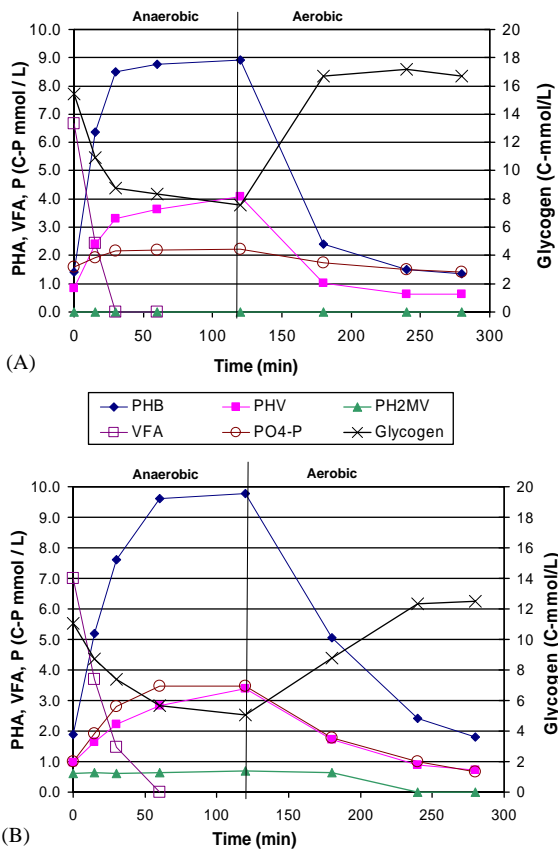 Anaerobic Aerobic
10.0 20
9.0 18
8.0 16
7.0 14
6.0 12
5.0 10
4.0 8
3.0 6
2.0 4
1.0 2
0.0 0
0 50 100 150 200 250 300
PHA, VFA, P (C-P mmol / L)
Glycogen (C-mmol/L)
Time (min)
(A)
PHB PHV PH2MV
VFA PO4-P Glycogen
Anaerobic Aerobic
10.0 20
9.0 18
8.0 16
7.0 14
6.0 12
5.0 10
4.0 8
3.0 6
2.0 4
1.0 2
0.0 0
0 50 100 150 200 250 300
PHA, VFA, P (C-P mmol / L)
Glycogen (C-mmol/L)
Time (min)
(B)